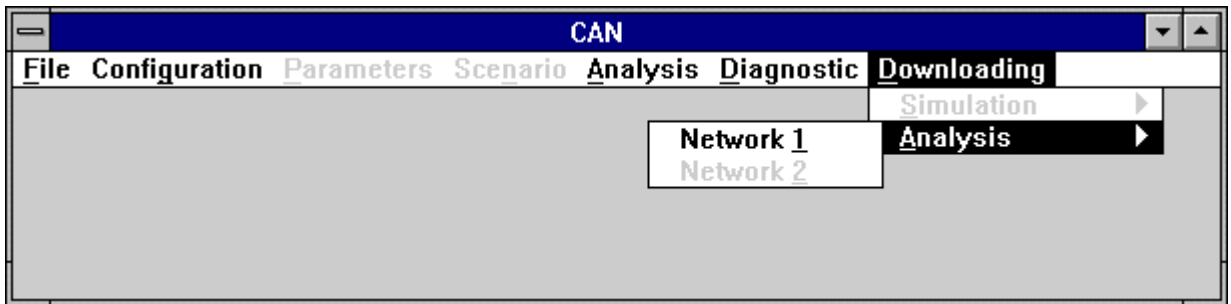 CAN
File Configuration Parameters Scenario Analysis Diagnostic Downloading
Simulation
Network 1 Analysis
Network 2